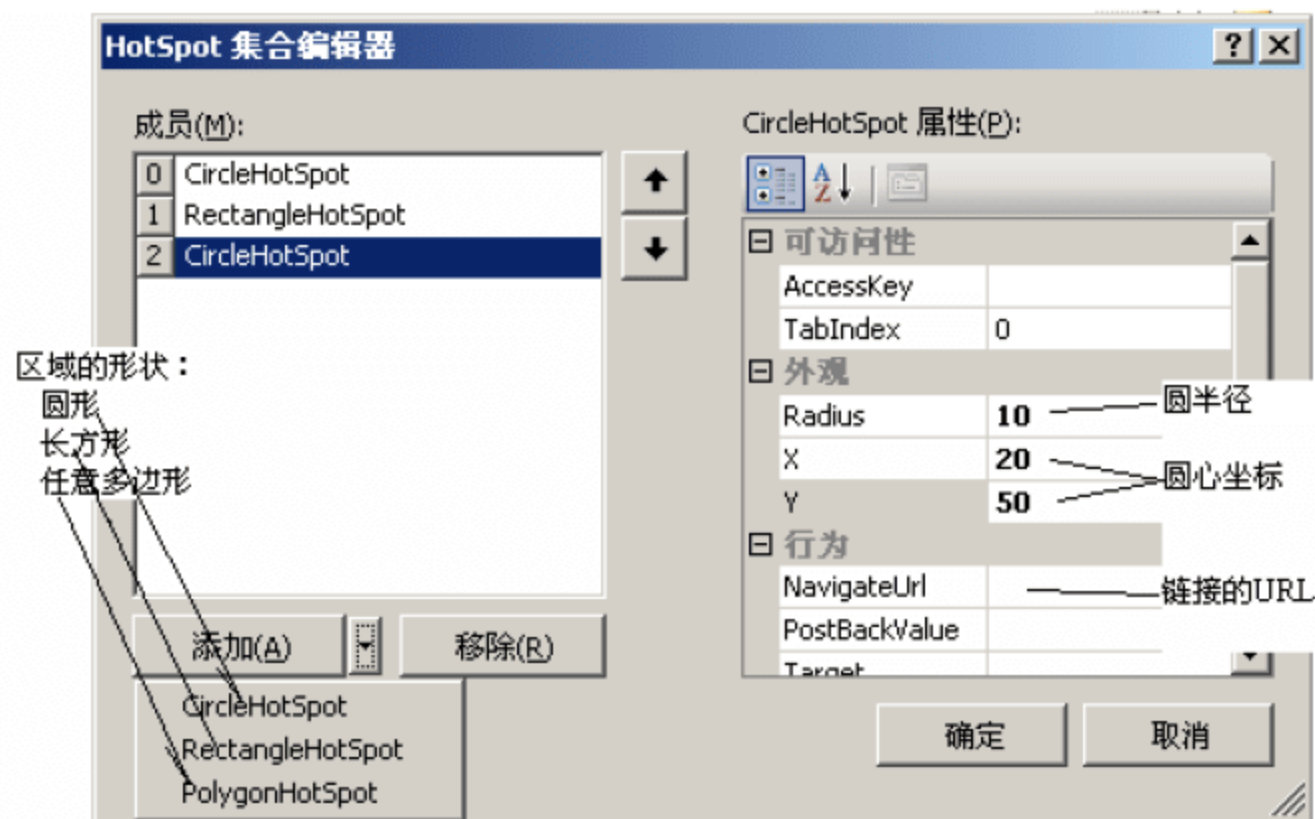 HotSpot 集合编辑器
成员(M):
0 CircleHotSpot
1 RectangleHotSpot
2 CircleHotSpot
区域的形状：
圆形
长方形
任意多边形
添加(A)
移除(R)
CircleHotSpot
RectangleHotSpot
PolygonHotSpot
CircleHotSpot 属性(P):
可访问性
AccessKey
TabIndex 0
外观
Radius 10 圆半径
X 20
Y 50
圆心坐标
行为
NavigateUrl 链接的URL
PostBackValue
Target
确定 取消